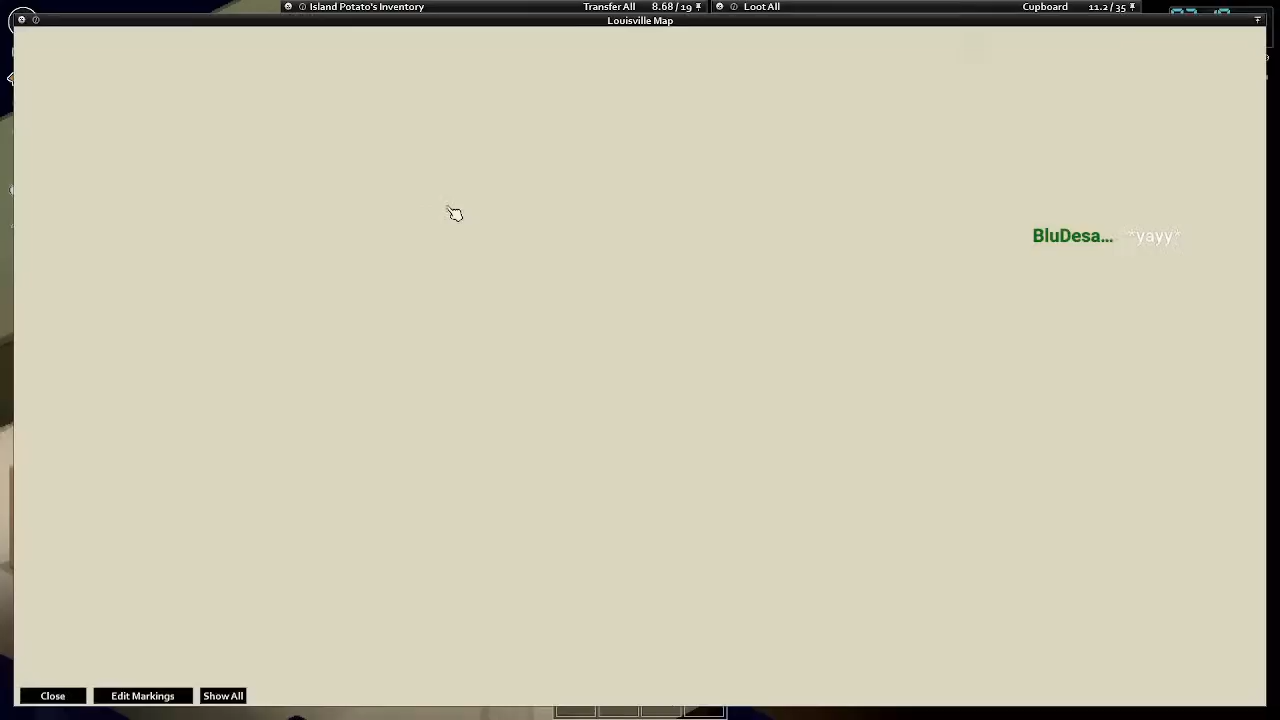 Island Potato's Inventory Transfer All 8.68 / 19 Loot All Cupboard 11.2 / 35
Louisville Map
BluDesa... *yayy*
Close Edit Markings Show All